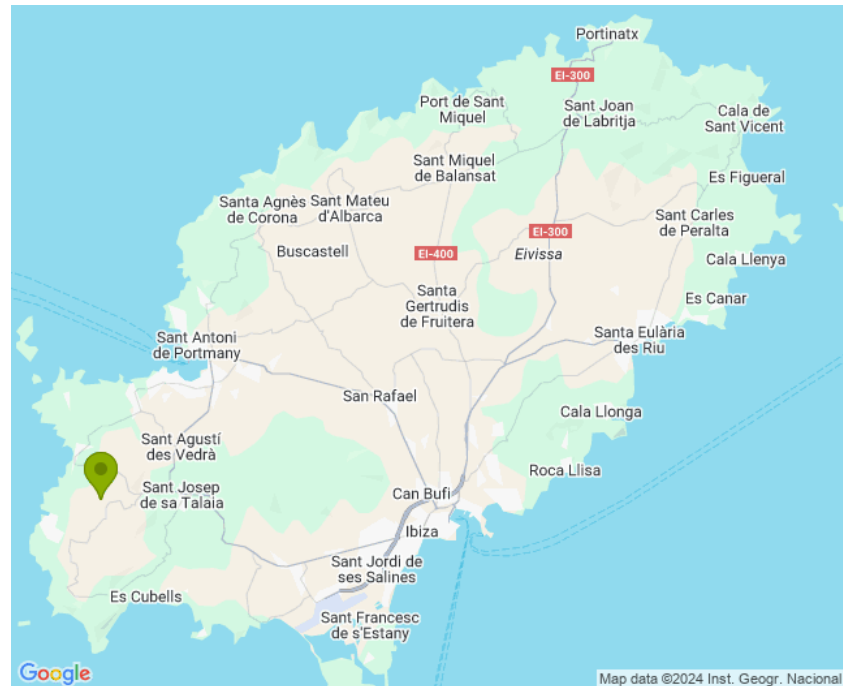 Portinatx
EI-300
Port de Sant
Miquel
Sant Joan
de Labritja
Cala de
Sant Vicent
Sant Miquel
de Balansat
Es Figueral
Santa Agnès
de Corona
Sant Mateu
d'Albarca
Sant Carles
de Peralta
EI-300
Buscastell
EI-400
Eivissa
Cala Llenya
Santa
Gertrudis
de Fruitera
Es Canar
Sant Antoni
de Portmany
Santa Eulària
des Riu
San Rafael
Cala Llonga
Sant Agustí
des Vedrà
Roca Llisa
Sant Josep
de sa Talaia
Can Bufi
Ibiza
Sant Jordi de
ses Salines
Es Cubells
Sant Francesc
de s'Estany
Google
Map data ©2024 Inst. Geogr. Nacional